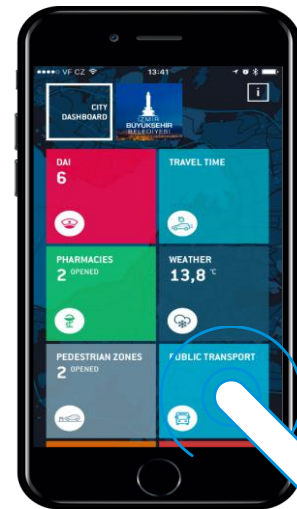 VF CZ 13:41
CITY
DASHBOARD
i
İZMİR
BÜYÜKŞEHİR
BELEDİYESİ
DAI
6
TRAVEL TIME
PHARMACIES
2 OPENED
WEATHER
13,8 °C
PEDESTRIAN ZONES
2 OPENED
PUBLIC TRANSPORT